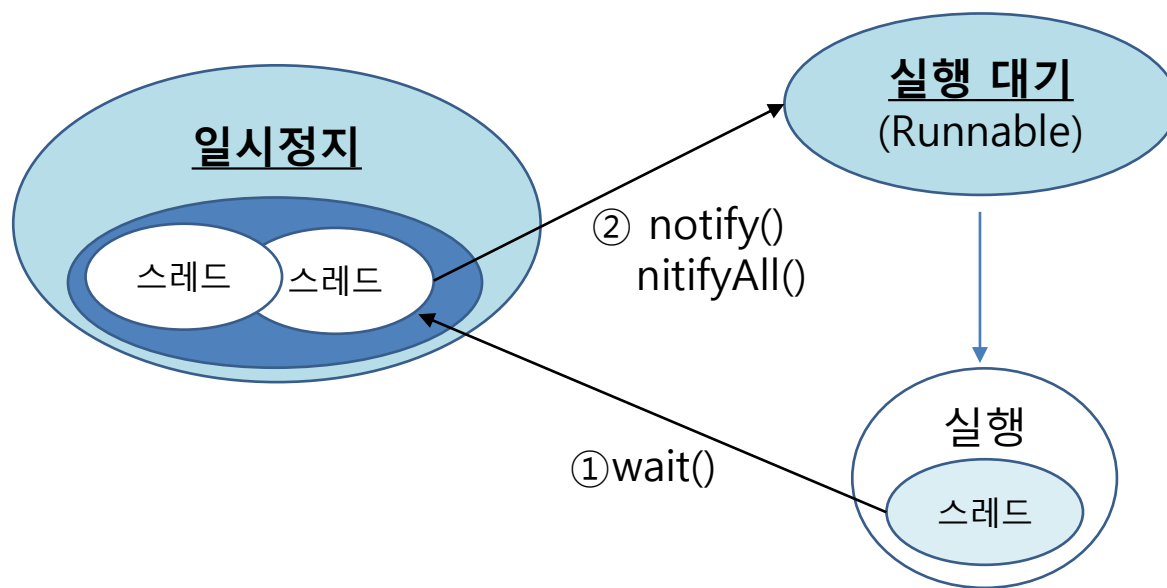 일시정지
스레드
스레드
실행 대기
(Runnable)
② notify()
nitifyAll()
①wait()
실행
스레드